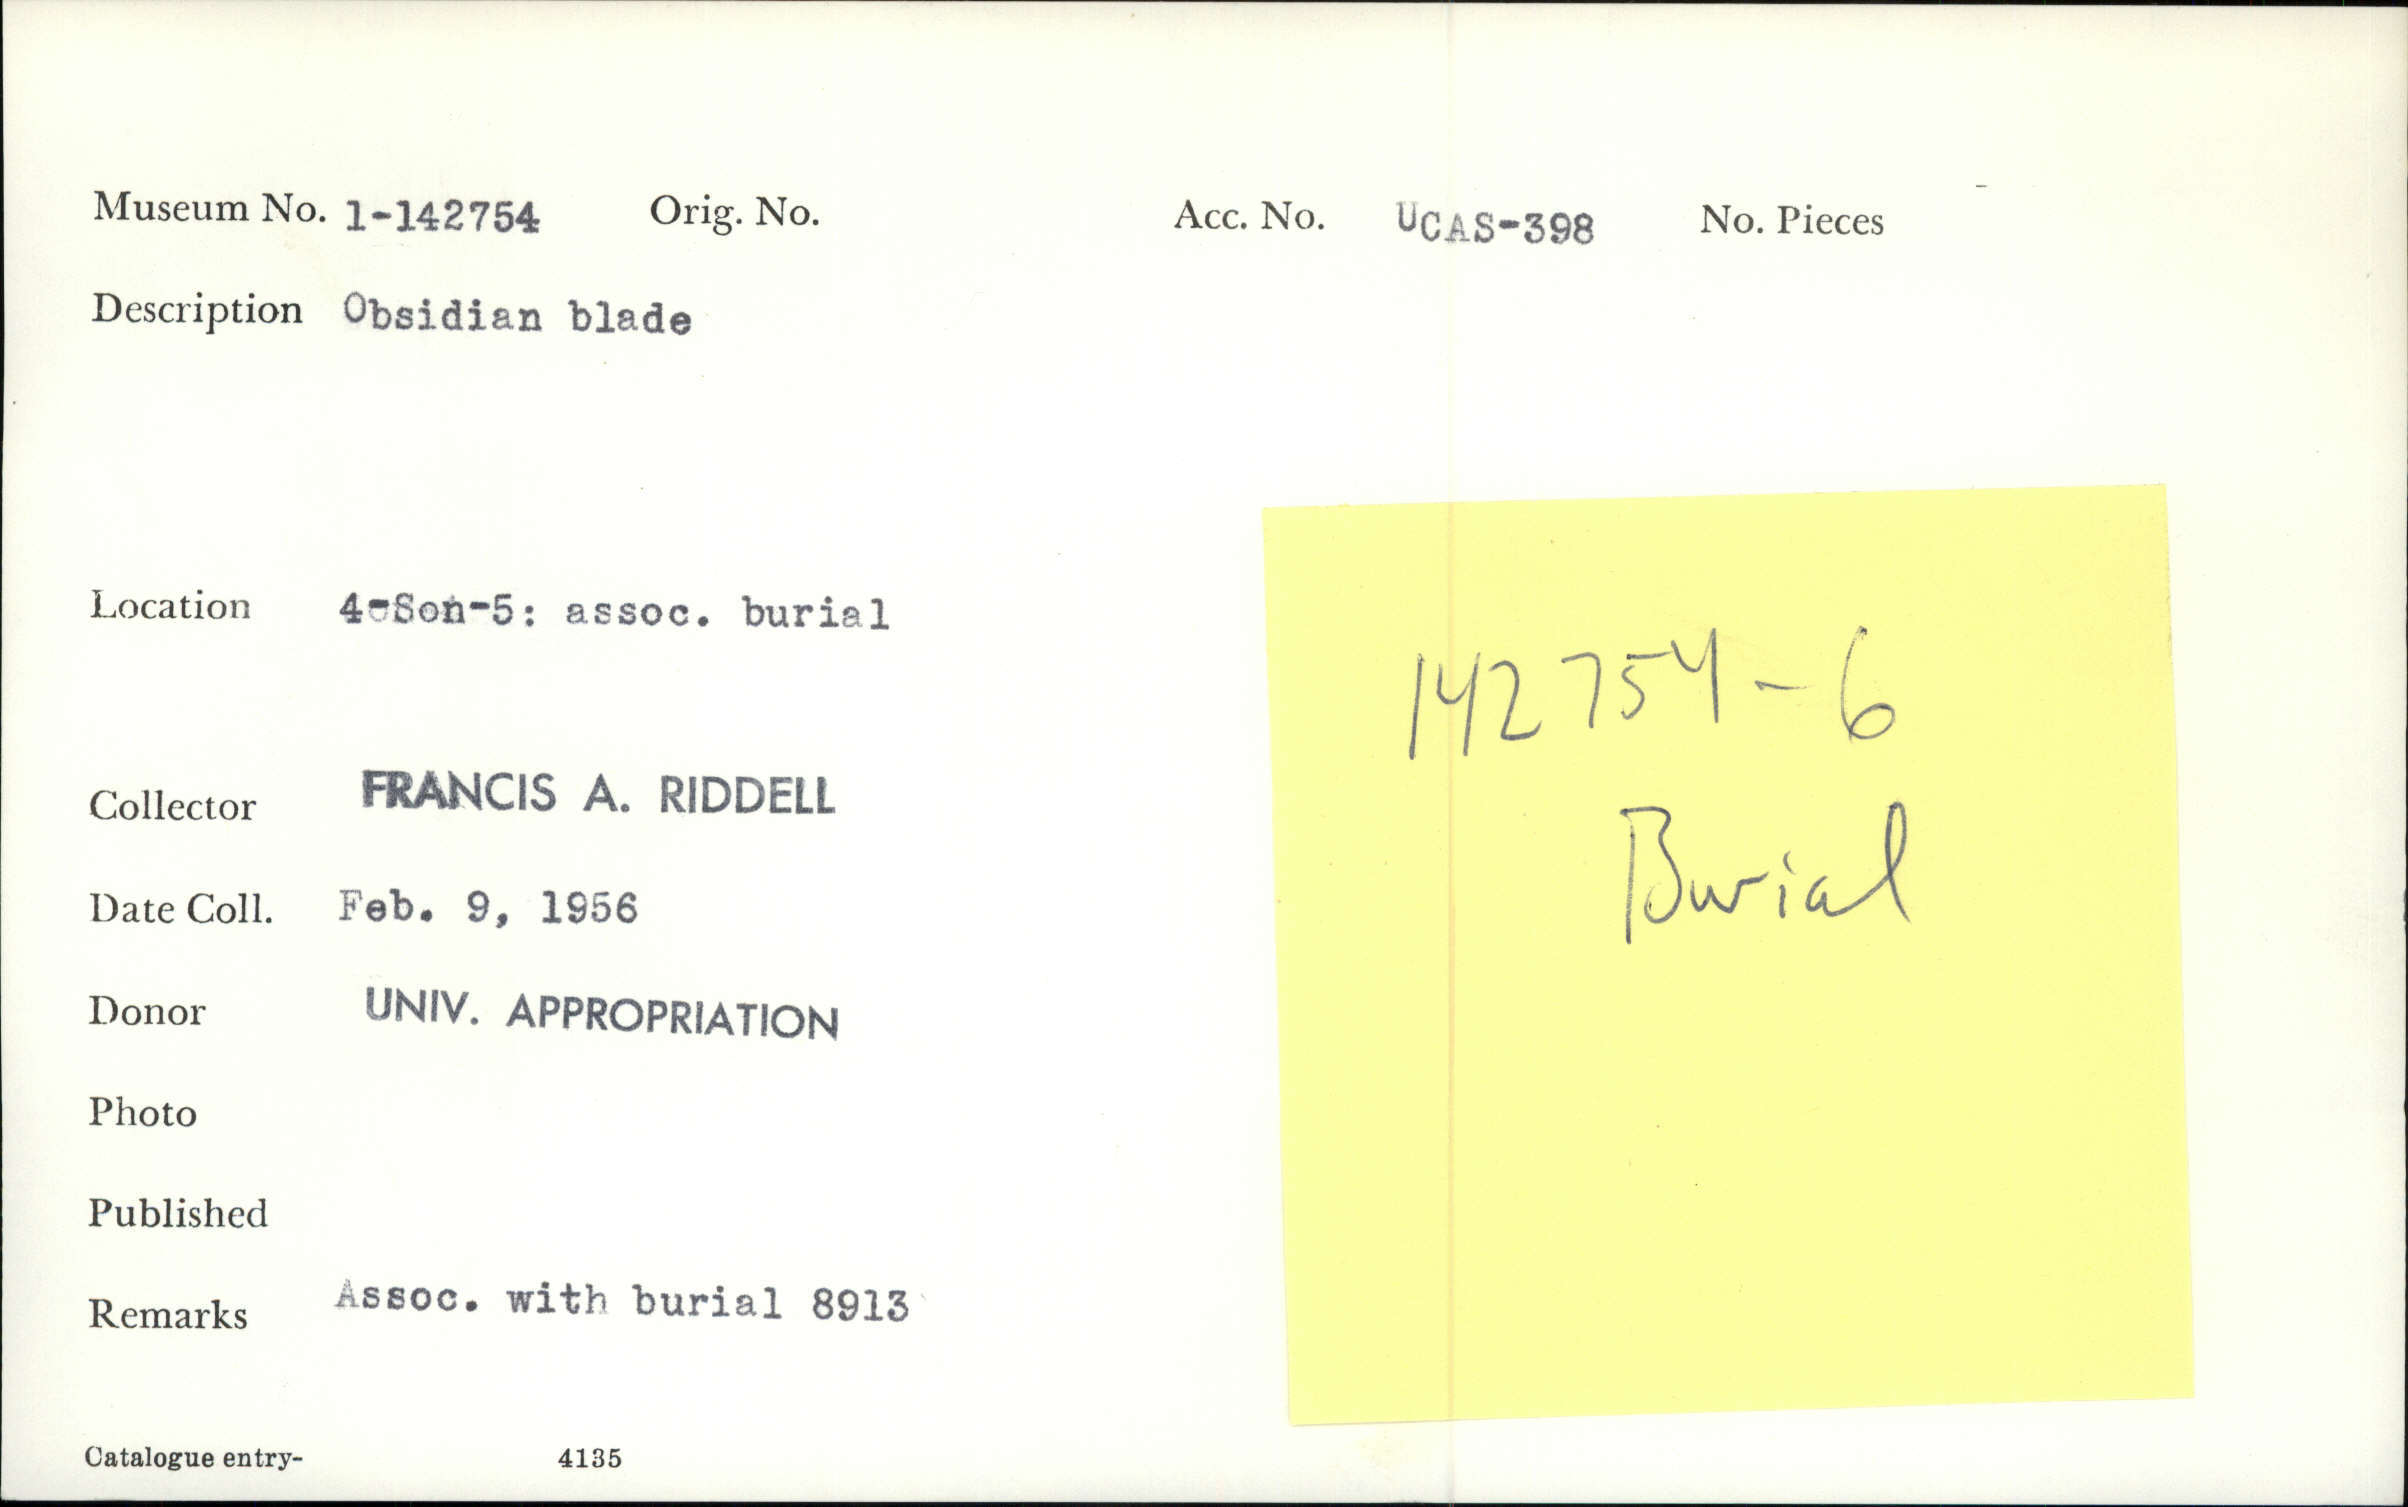 Museum No. 1-142754 Orig. No. Acc. No. UCAS-398 No. Pieces
Description Obsidian blade
Location 4-Son-5: assoc. burial
Collector FRANCIS A. RIDDELL
Date Coll. Feb. 9, 1956
Donor UNIV. APPROPRIATION
Photo
Published
Remarks Assoc. with burial 8913
Catalogue entry- 4135
142754-6
Burial